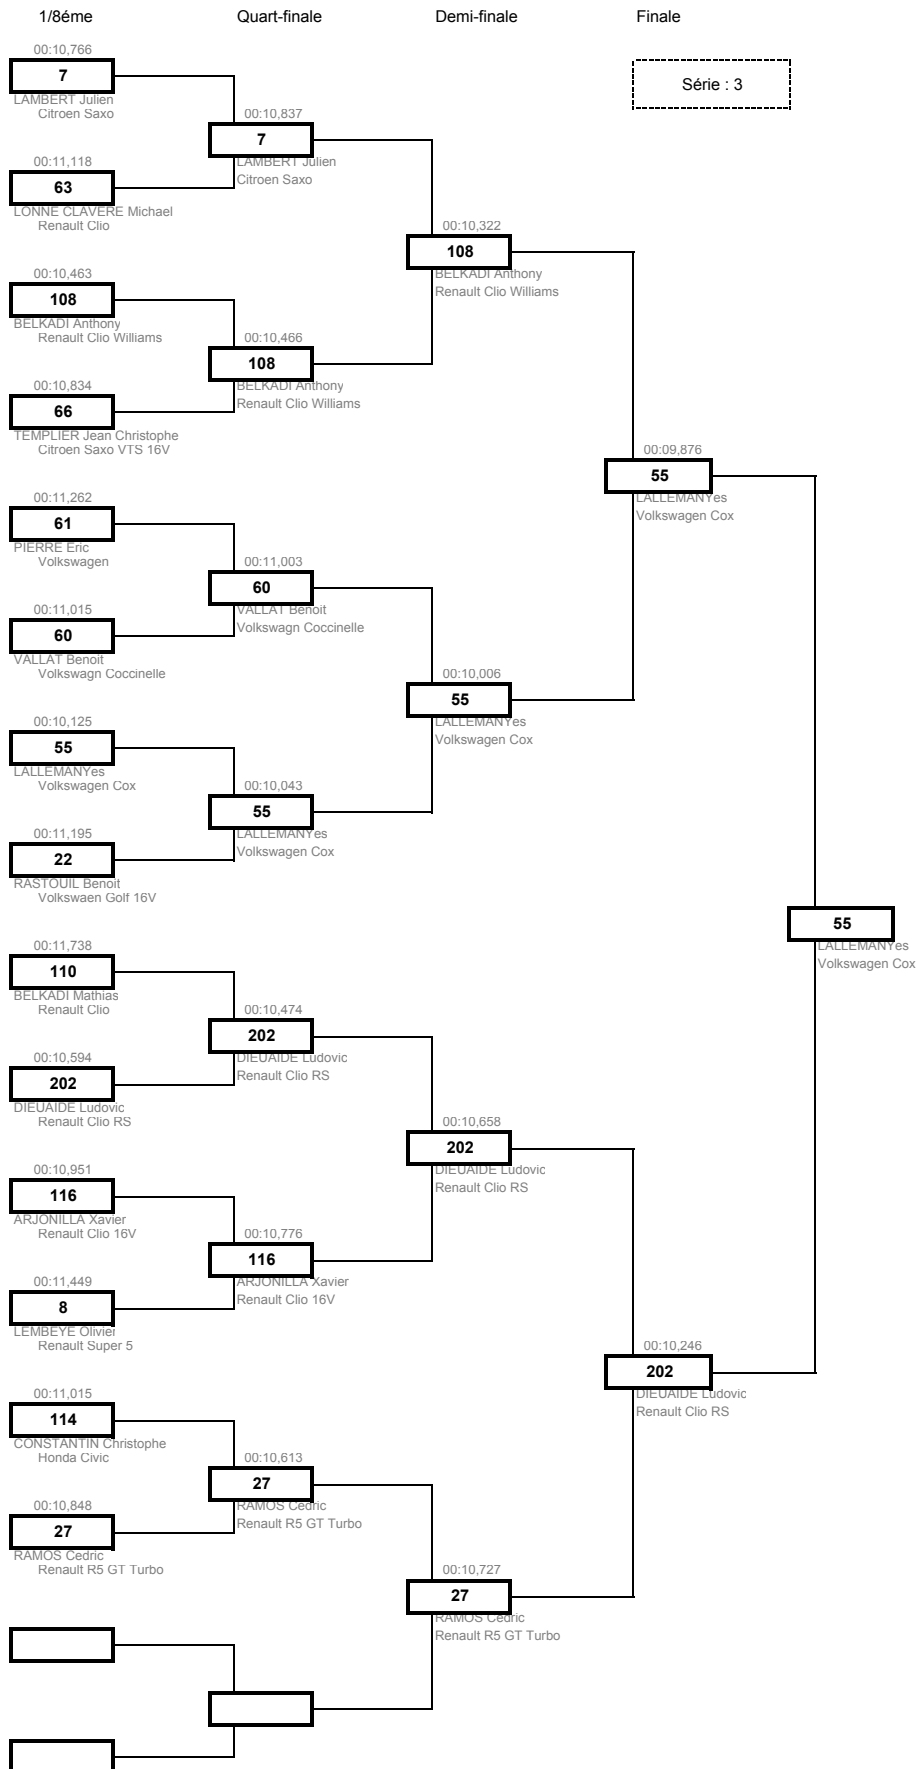 1/8éme
Quart-finale
Demi-finale
Finale
Série : 3
00:10,766
7
LAMBERT Julien
Citroen Saxo
00:10,837
7
LAMBERT Julien
Citroen Saxo
00:11,118
63
LONNE CLAVERE Michael
Renault Clio
00:10,322
108
BELKADI Anthony
Renault Clio Williams
00:10,463
108
BELKADI Anthony
Renault Clio Williams
00:10,466
108
BELKADI Anthony
Renault Clio Williams
00:10,834
66
TEMPLIER Jean Christophe
Citroen Saxo VTS 16V
00:09,876
55
LALLEMANYes
Volkswagen Cox
00:11,262
61
PIERRE Eric
Volkswagen
00:11,003
60
VALLAT Benoit
Volkswagn Coccinelle
00:11,015
60
VALLAT Benoit
Volkswagn Coccinelle
00:10,006
55
LALLEMANYes
Volkswagen Cox
00:10,125
55
LALLEMANYes
Volkswagen Cox
00:10,043
55
LALLEMANYes
Volkswagen Cox
00:11,195
22
RASTOUIL Benoit
Volkswaen Golf 16V
55
LALLEMANYes
Volkswagen Cox
00:11,738
110
BELKADI Mathias
Renault Clio
00:10,474
202
DIEUAIDE Ludovic
Renault Clio RS
00:10,594
202
DIEUAIDE Ludovic
Renault Clio RS
00:10,658
202
DIEUAIDE Ludovic
Renault Clio RS
00:10,951
116
ARJONILLA Xavier
Renault Clio 16V
00:10,776
116
ARJONILLA Xavier
Renault Clio 16V
00:11,449
8
LEMBEYE Olivier
Renault Super 5
00:10,246
202
DIEUAIDE Ludovic
Renault Clio RS
00:11,015
114
CONSTANTIN Christophe
Honda Civic
00:10,613
27
RAMOS Cedric
Renault R5 GT Turbo
00:10,848
27
RAMOS Cedric
Renault R5 GT Turbo
00:10,727
27
RAMOS Cedric
Renault R5 GT Turbo